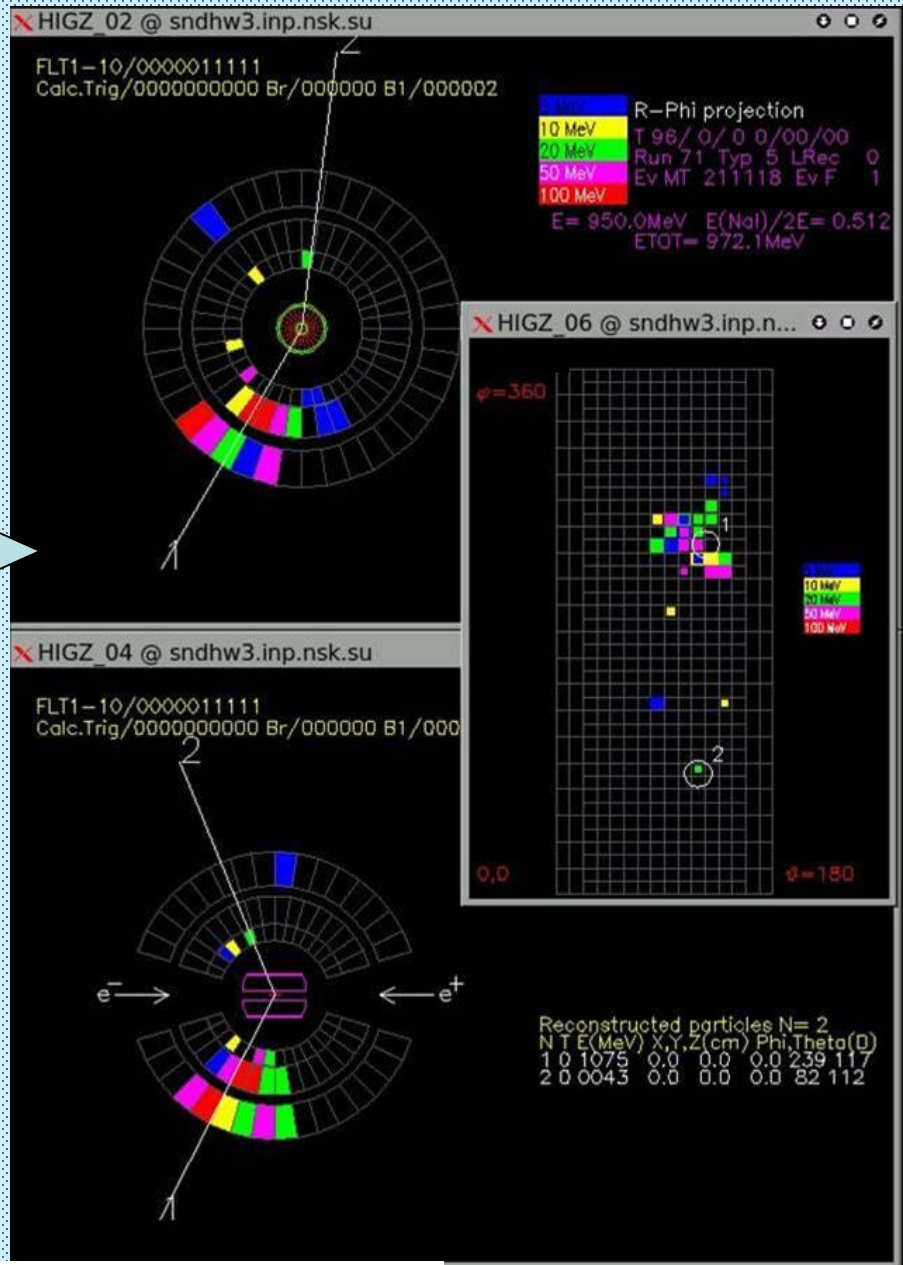 HIGZ_02 @ sndhw3.inp.nsk.su
FLT1-10/0000011111
Calc.Trig/0000000000 Br/000000 B1/000002
2
1
10 MeV
20 MeV
50 MeV
100 MeV
R-Phi projection
T 96/ 0/ 0 0/00/00
Run 71 Typ 5 LRec 0
Ev MT 211118 Ev F 1
E= 950.0MeV E(NaI)/2E= 0.512
ETOT= 972.1MeV
HIGZ_06 @ sndhw3.inp.n...
φ=360
1
2
10 MeV
20 MeV
50 MeV
100 MeV
0,0
θ=180
HIGZ_04 @ sndhw3.inp.nsk.su
FLT1-10/0000011111
Calc.Trig/0000000000 Br/000000 B1/000
2
e-
e+
1
Reconstructed particles N= 2
N T E(MeV) X,Y,Z(cm) Phi,Theta(D)
1 0 1075 0.0 0.0 0.0 239 117
2 0 0043 0.0 0.0 0.0 82 112